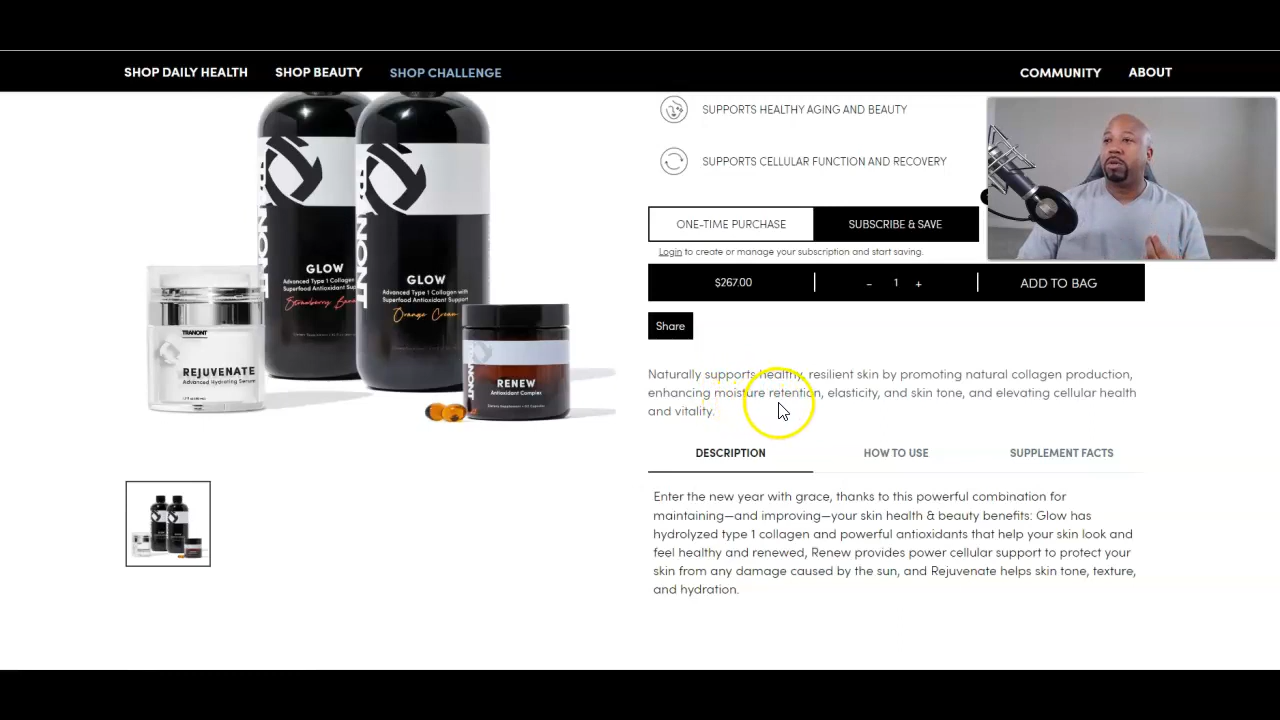 SHOP DAILY HEALTH SHOP BEAUTY SHOP CHALLENGE COMMUNITY ABOUT
SUPPORTS HEALTHY AGING AND BEAUTY
SUPPORTS CELLULAR FUNCTION AND RECOVERY
ONE-TIME PURCHASE SUBSCRIBE & SAVE
Login to create or manage your subscription and start saving.
$267.00 - 1 + ADD TO BAG
Share
Naturally supports healthy, resilient skin by promoting natural collagen production,
enhancing moisture retention, elasticity, and skin tone, and elevating cellular health
and vitality.
DESCRIPTION HOW TO USE SUPPLEMENT FACTS
Enter the new year with grace, thanks to this powerful combination for
maintaining—and improving—your skin health & beauty benefits: Glow has
hydrolyzed type 1 collagen and powerful antioxidants that help your skin look and
feel healthy and renewed, Renew provides power cellular support to protect your
skin from any damage caused by the sun, and Rejuvenate helps skin tone, texture,
and hydration.
TRANONT
GLOW
Advanced Type 1 Collagen
Superfood Antioxidant
Strawberry
TRANONT
GLOW
Advanced Type 1 Collagen with
Superfood Antioxidant Support
Orange Cream
TRANONT
REJUVENATE
Advanced Hydrating Serum
TRANONT
RENEW
Antioxidant Complex